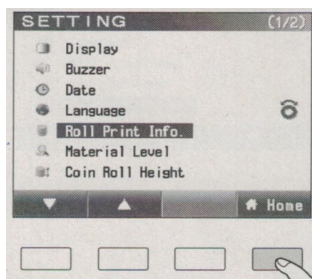 SETTING (1/2)
Display
Buzzer
Date
Language
Roll Print Info.
Material Level
Coin Roll Height
Home